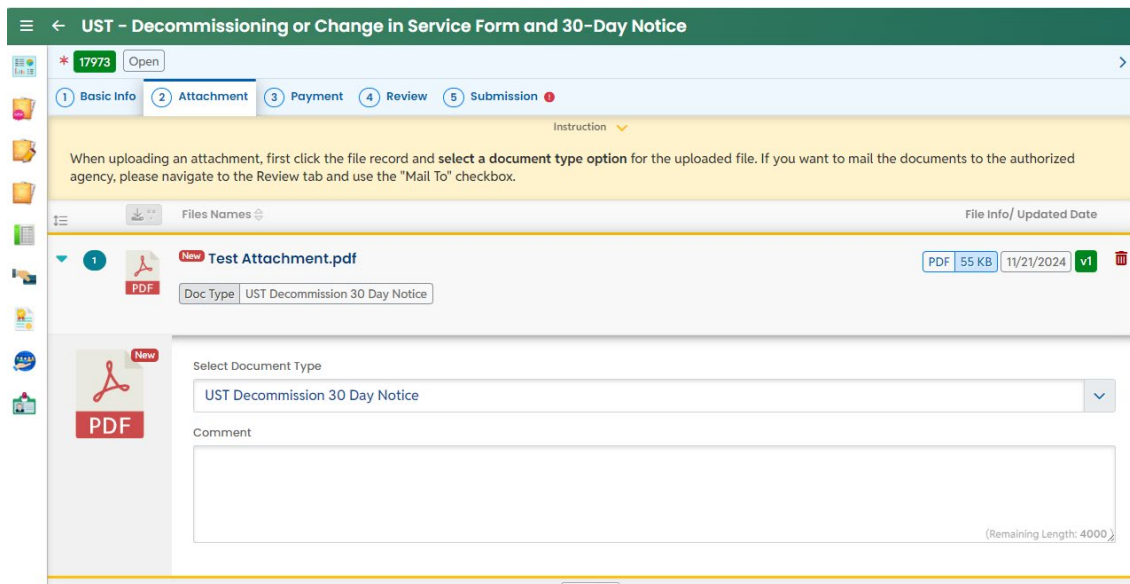 UST - Decommissioning or Change in Service Form and 30-Day Notice
* 17973 Open
1 Basic Info 2 Attachment 3 Payment 4 Review 5 Submission
Instruction
When uploading an attachment, first click the file record and select a document type option for the uploaded file. If you want to mail the documents to the authorized
agency, please navigate to the Review tab and use the "Mail To" checkbox.
Files Names File Info/ Updated Date
1 PDF New Test Attachment.pdf PDF 55 KB 11/21/2024 v1
Doc Type UST Decommission 30 Day Notice
New
PDF
Select Document Type
UST Decommission 30 Day Notice
Comment
(Remaining Length: 4000)